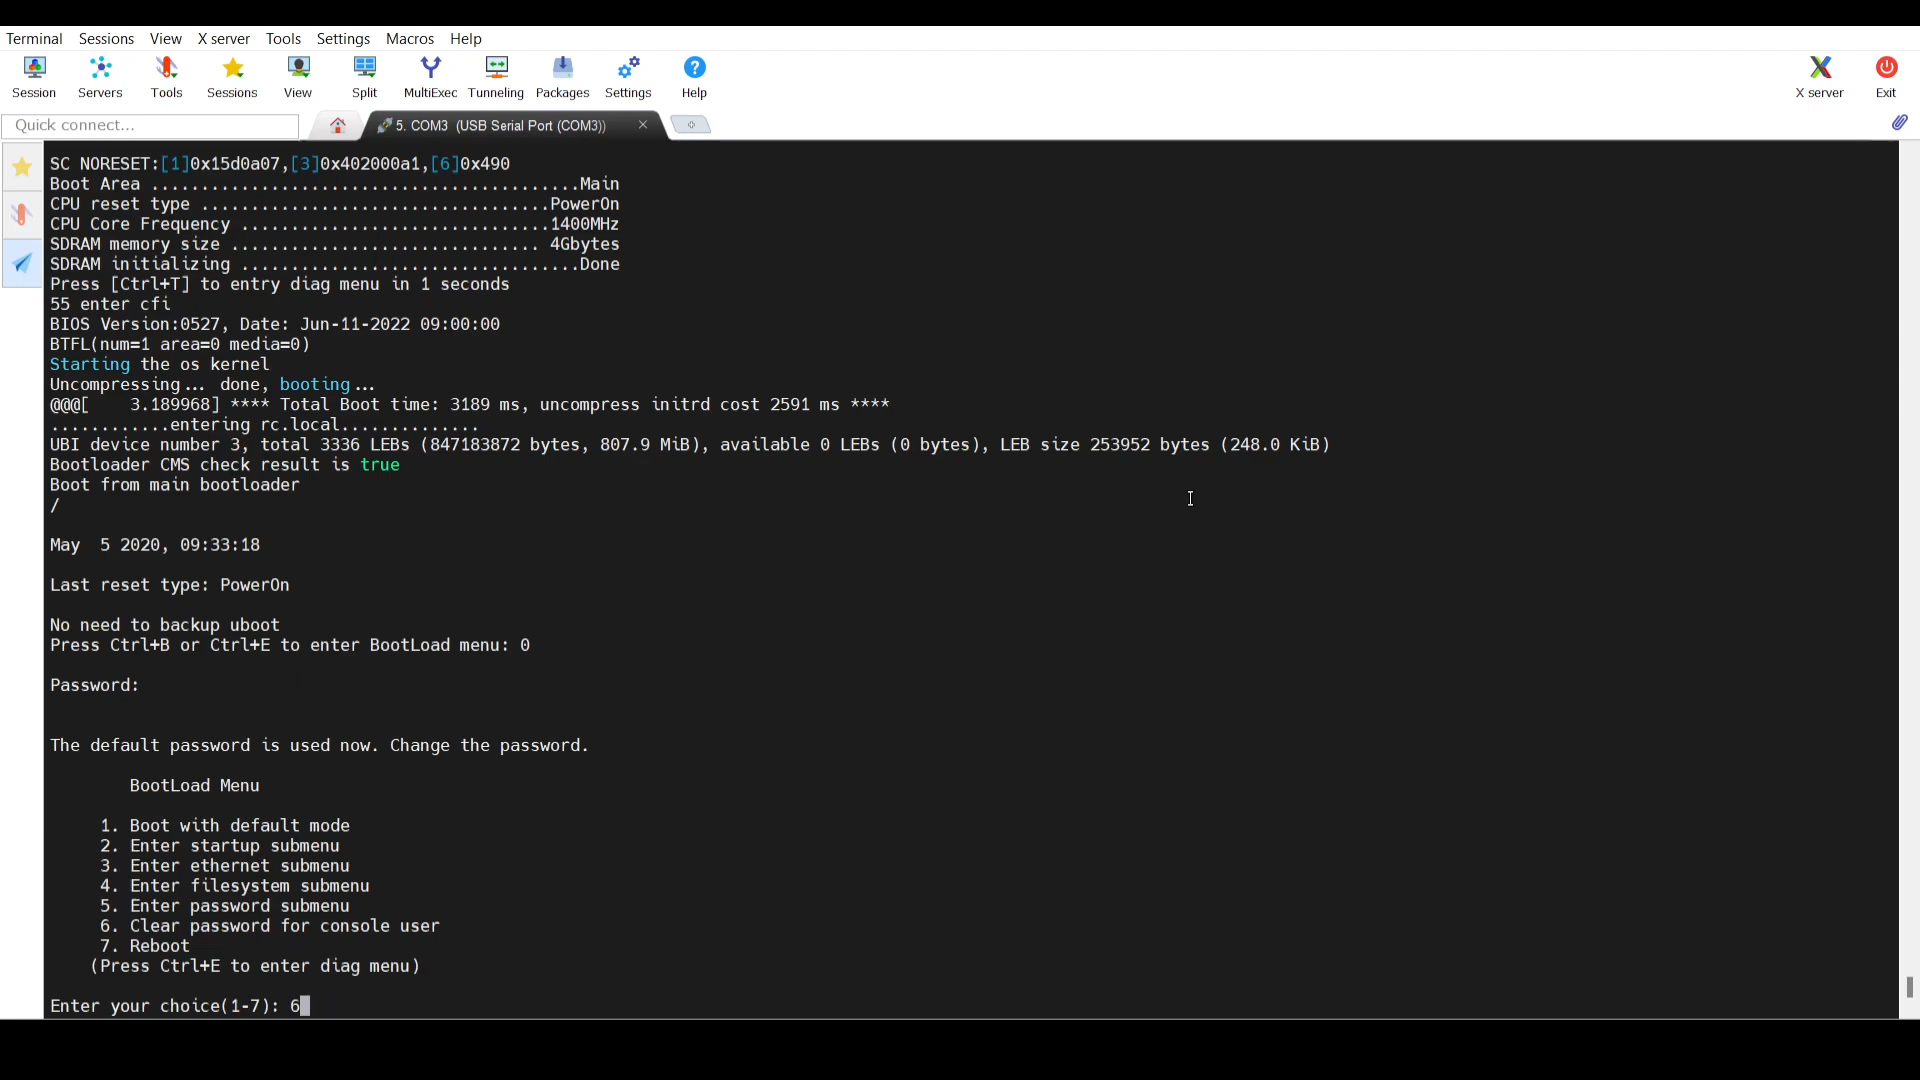 Terminal Sessions View X server Tools Settings Macros Help
Session Servers Tools Sessions View Split MultiExec Tunneling Packages Settings Help X server Exit
Quick connect... 5. COM3 (USB Serial Port (COM3))
SC NORESET:[1]0x15d0a07,[3]0x402000a1,[6]0x490
Boot Area ...........................................Main
CPU reset type ...................................PowerOn
CPU Core Frequency ...............................1400MHz
SDRAM memory size ............................... 4Gbytes
SDRAM initializing ..................................Done
Press [Ctrl+T] to entry diag menu in 1 seconds
55 enter cfi
BIOS Version:0527, Date: Jun-11-2022 09:00:00
BTFL(num=1 area=0 media=0)
Starting the os kernel
Uncompressing... done, booting...
@@@[    3.189968] **** Total Boot time: 3189 ms, uncompress initrd cost 2591 ms ****
............entering rc.local..............
UBI device number 3, total 3336 LEBs (847183872 bytes, 807.9 MiB), available 0 LEBs (0 bytes), LEB size 253952 bytes (248.0 KiB)
Bootloader CMS check result is true
Boot from main bootloader
/
May  5 2020, 09:33:18
Last reset type: PowerOn
No need to backup uboot
Press Ctrl+B or Ctrl+E to enter BootLoad menu: 0
Password:
The default password is used now. Change the password.
BootLoad Menu
1. Boot with default mode
2. Enter startup submenu
3. Enter ethernet submenu
4. Enter filesystem submenu
5. Enter password submenu
6. Clear password for console user
7. Reboot
(Press Ctrl+E to enter diag menu)
Enter your choice(1-7): 6